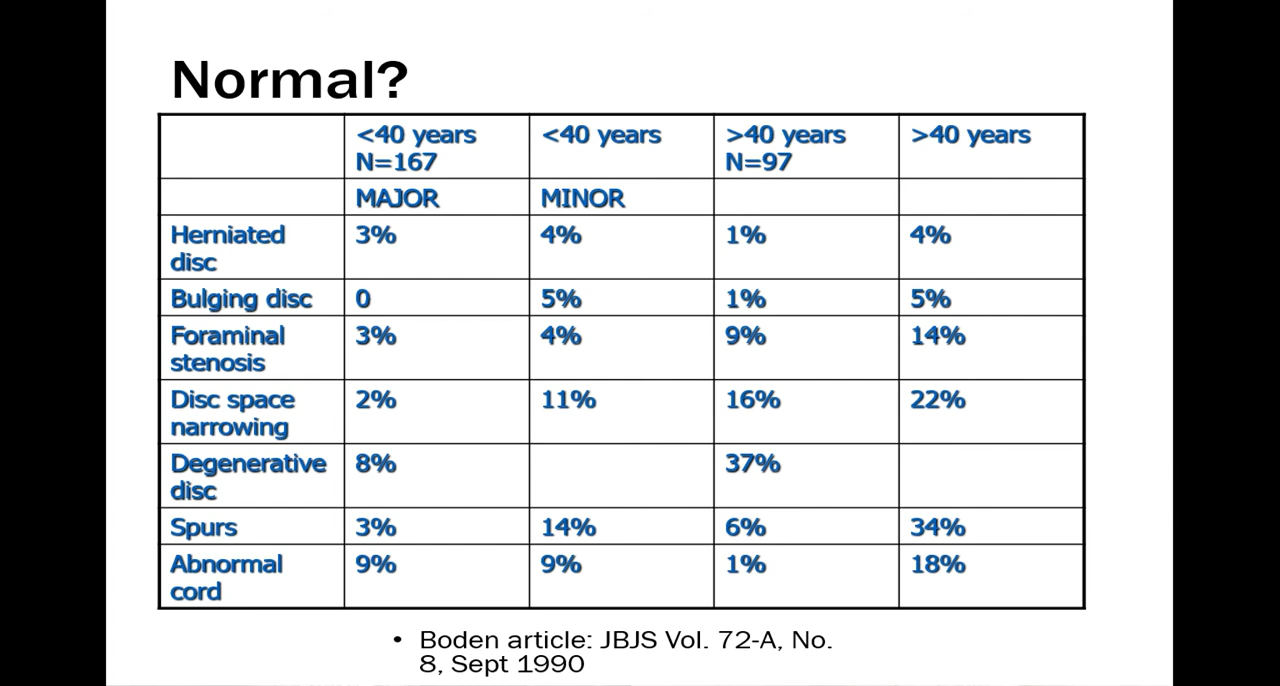 Normal?
<40 years <40 years >40 years >40 years
N=167 N=97
MAJOR MINOR
Herniated 3% 4% 1% 4%
disc
Bulging disc 0 5% 1% 5%
Foraminal 3% 4% 9% 14%
stenosis
Disc space 2% 11% 16% 22%
narrowing
Degenerative 8% 37%
disc
Spurs 3% 14% 6% 34%
Abnormal 9% 9% 1% 18%
cord
• Boden article: JBJS Vol. 72-A, No.
8, Sept 1990